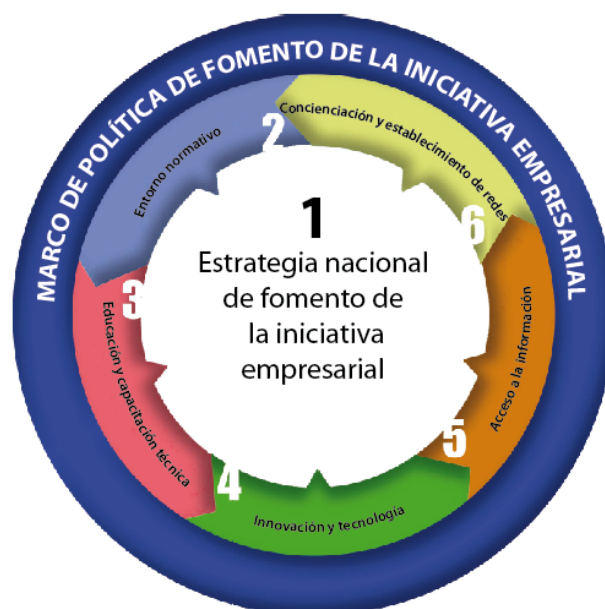 MARCO DE POLÍTICA DE FOMENTO DE LA INICIATIVA EMPRESARIAL
1
Estrategia nacional
de fomento de
la iniciativa
empresarial
2
Entorno normativo
3
Educación y capacitación técnica
4
Innovación y tecnología
5
Acceso a la información
6
Concienciación y establecimiento de redes